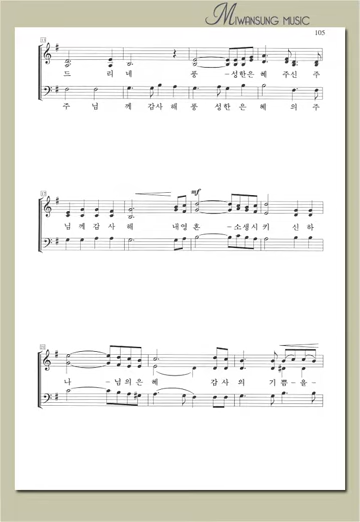 MIWANSUNG MUSIC
105
드 리 네 풍 -성한은 혜 주신 주
주 님 께 감사 해 풍 성한은 혜 의 주
mf
주 님 께 감 사 해 내 영 혼 -소생시 키 신 하
나 -님 의 은 혜 감 사 의 기 쁨 -을-